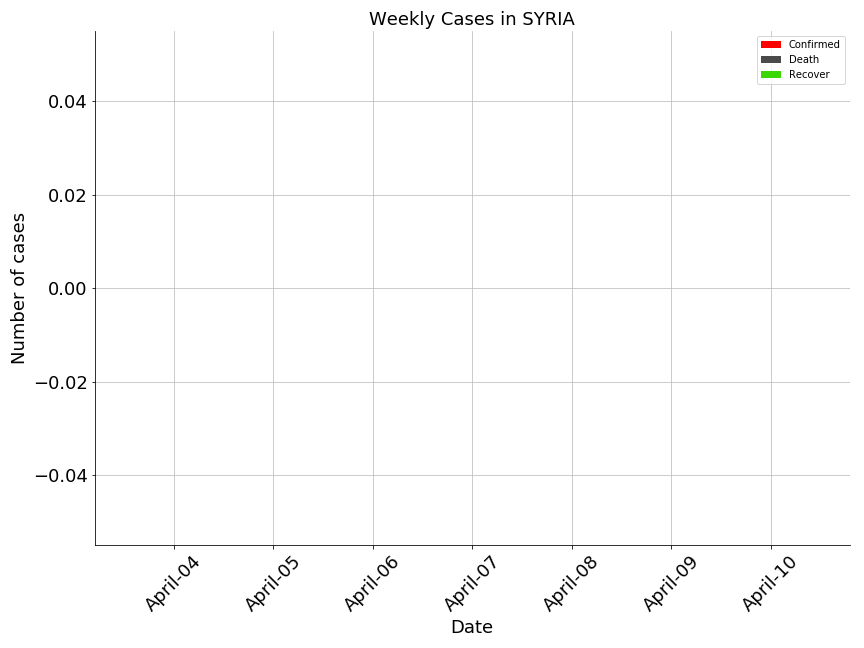 Weekly Cases in SYRIA
Confirmed
Death
Recover
Number of cases
0.04
0.02
0.00
−0.02
−0.04
April-04
April-05
April-06
April-07
April-08
April-09
April-10
Date